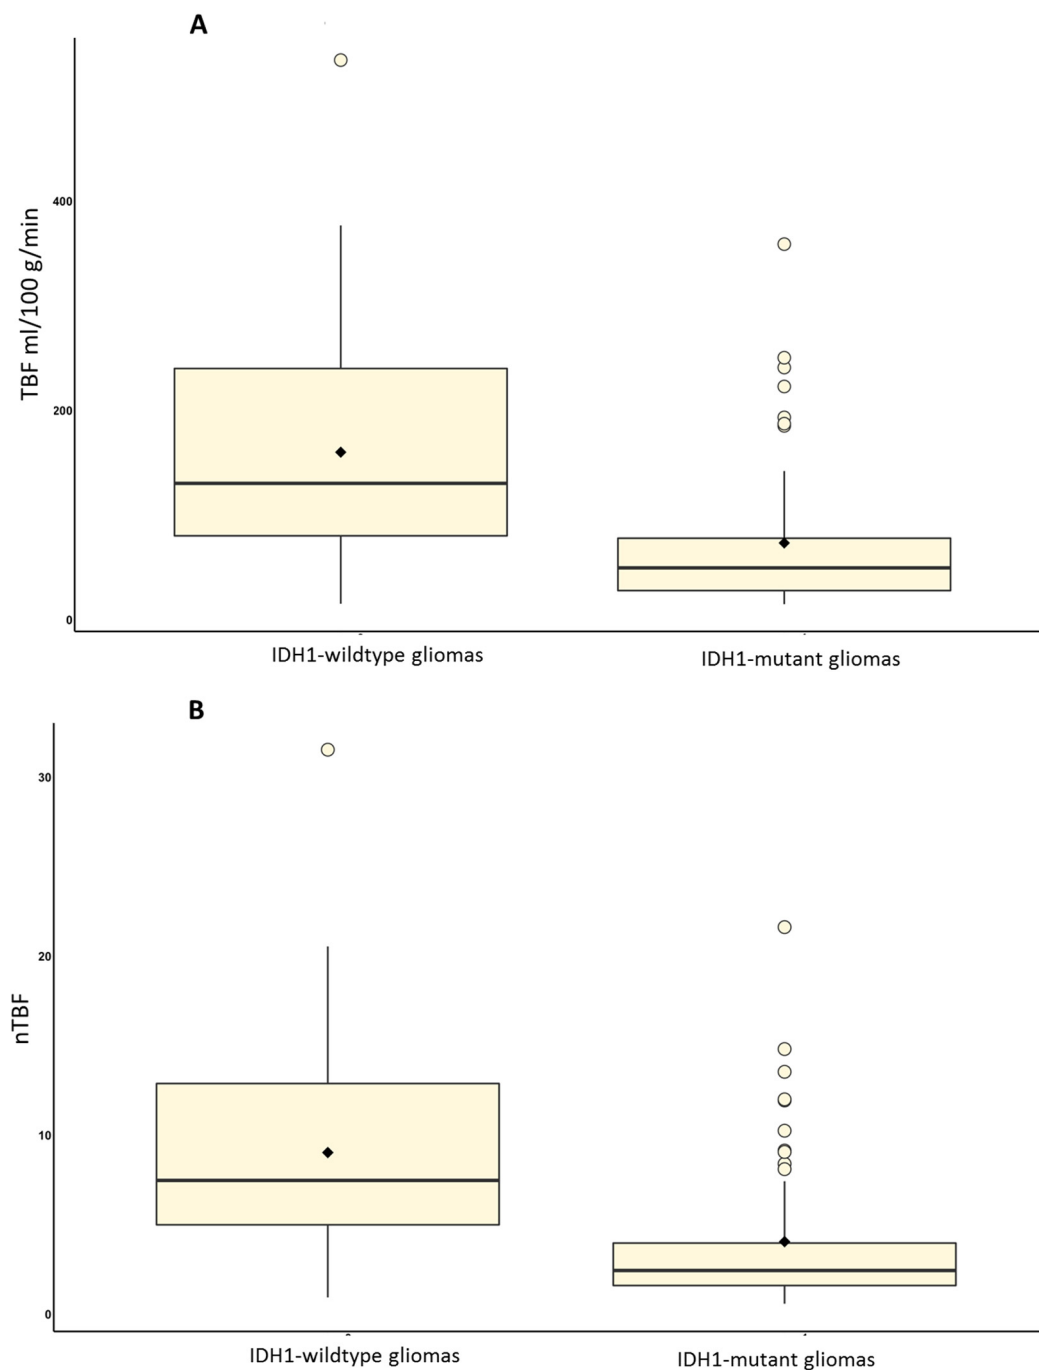 A
TBF ml/100 g/min
400
200
0
IDH1-wildtype gliomas
IDH1-mutant gliomas
B
nTBF
30
20
10
0
IDH1-wildtype gliomas
IDH1-mutant gliomas